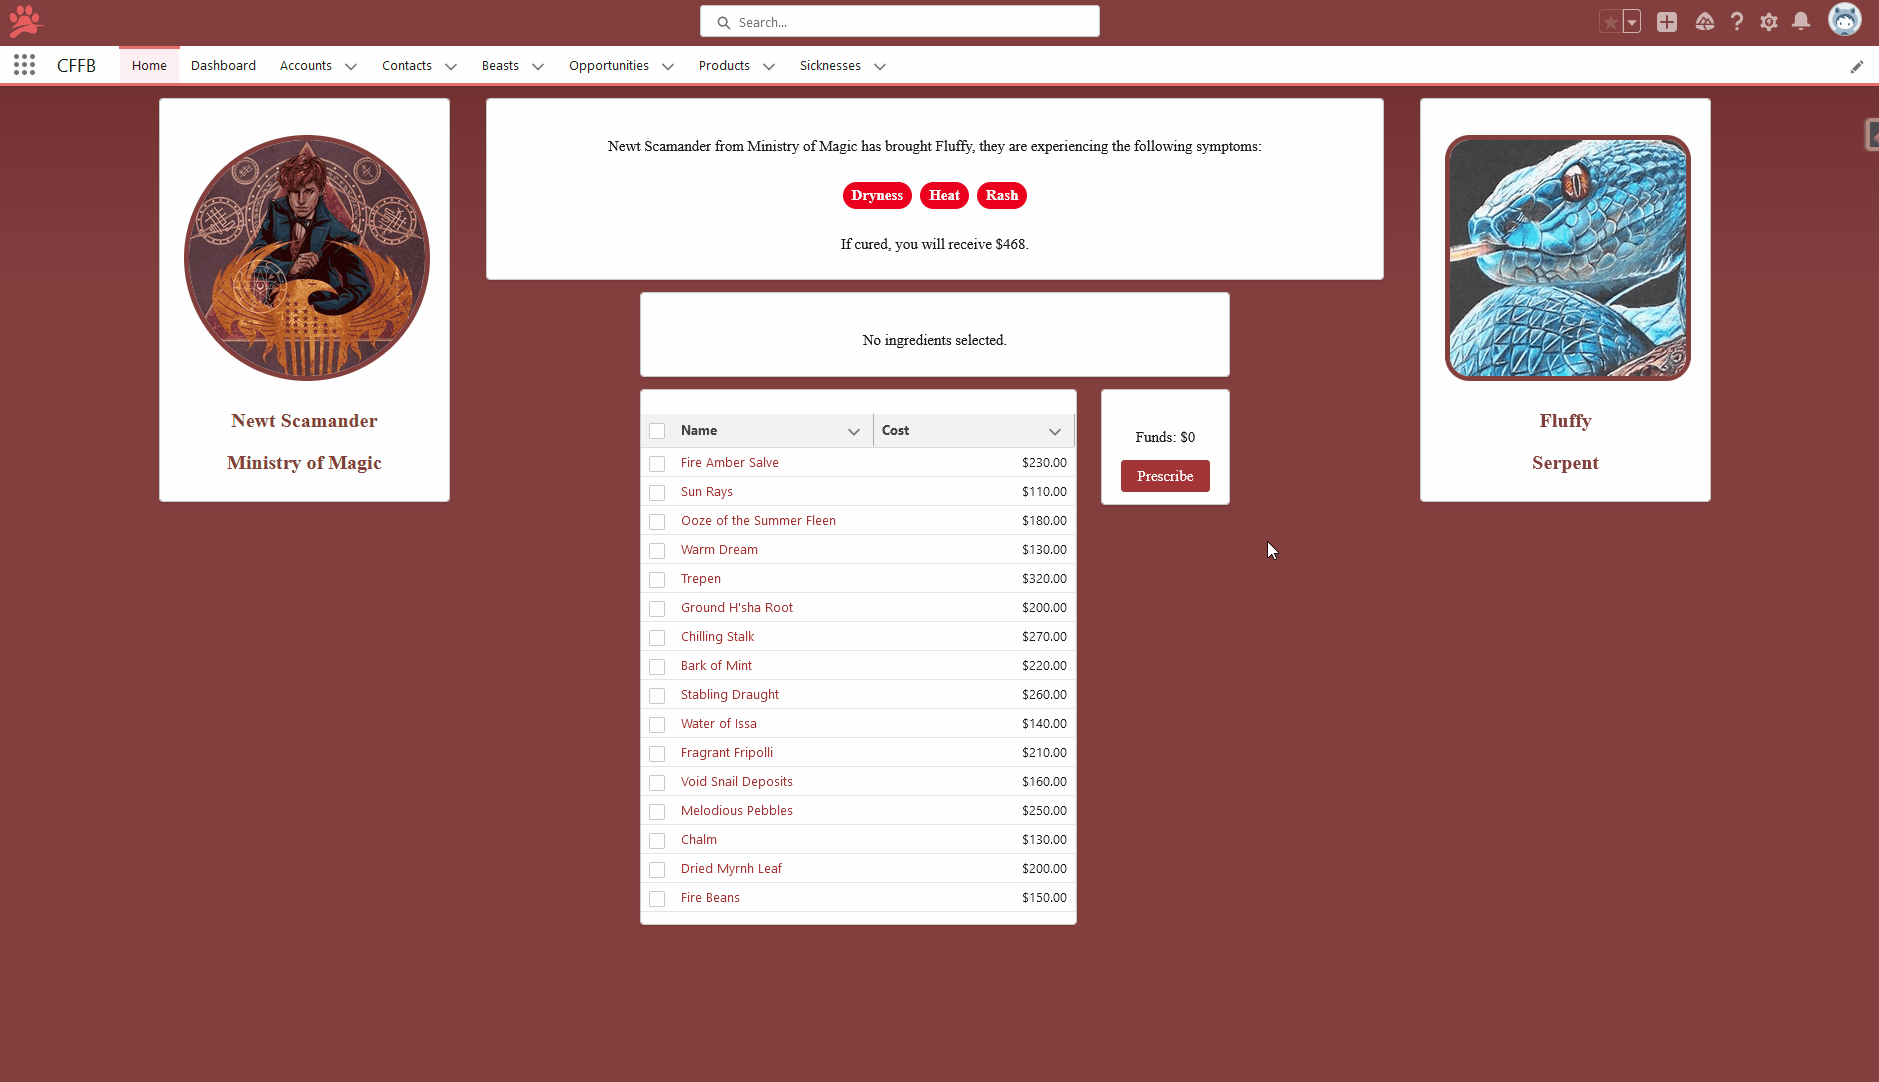 Search...
CFFB Home Dashboard Accounts Contacts Beasts Opportunities Products Sicknesses
Newt Scamander
Ministry of Magic
Newt Scamander from Ministry of Magic has brought Fluffy, they are experiencing the following symptoms:
Dryness Heat Rash
If cured, you will receive $468.
No ingredients selected.
Name Cost
Fire Amber Salve $230.00
Sun Rays $110.00
Ooze of the Summer Fleen $180.00
Warm Dream $130.00
Trepen $320.00
Ground H'sha Root $200.00
Chilling Stalk $270.00
Bark of Mint $220.00
Stabling Draught $260.00
Water of Issa $140.00
Fragrant Fripolli $210.00
Void Snail Deposits $160.00
Melodious Pebbles $250.00
Chalm $130.00
Dried Myrnh Leaf $200.00
Fire Beans $150.00
Funds: $0
Prescribe
Fluffy
Serpent